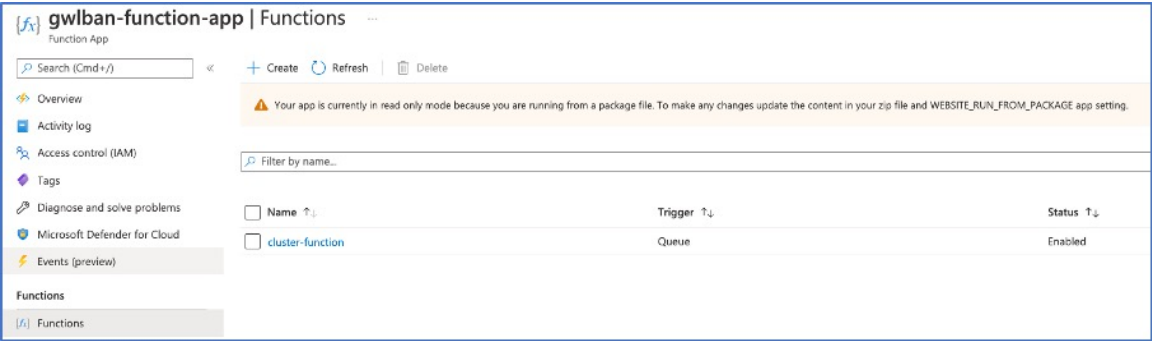 gwlban-function-app | Functions ...
Function App
Search (Cmd+/)
«
+ Create Refresh Delete
Overview
Your app is currently in read only mode because you are running from a package file. To make any changes update the content in your zip file and WEBSITE_RUN_FROM_PACKAGE app setting.
Activity log
Access control (IAM)
Filter by name...
Tags
Diagnose and solve problems
Name ↑↓ Trigger ↑↓ Status ↑↓
Microsoft Defender for Cloud
cluster-function Queue Enabled
Events (preview)
Functions
Functions